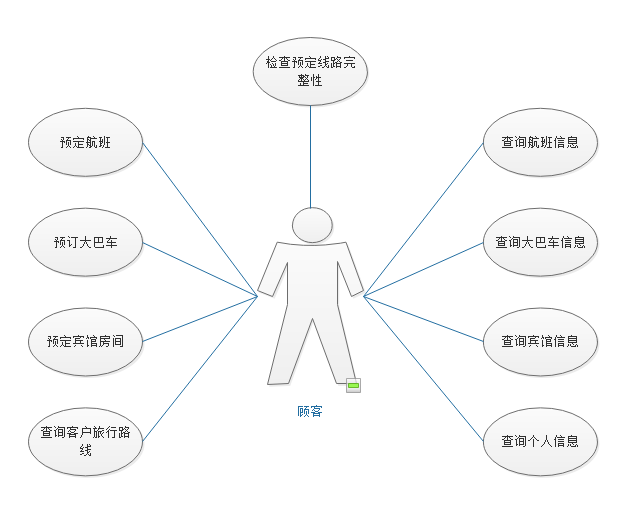 检查预定线路完
整性
预定航班
查询航班信息
预订大巴车
查询大巴车信息
预定宾馆房间
查询宾馆信息
查询客户旅行路
线
查询个人信息
顾客